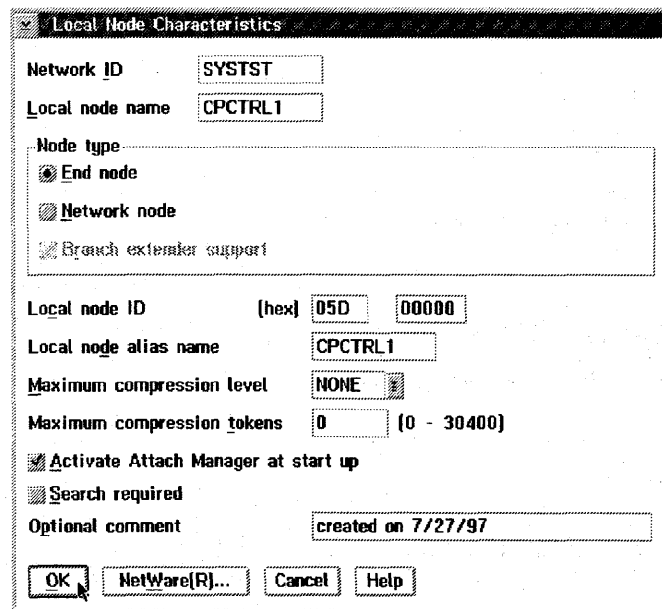 Local Node Characteristics
Network ID SYSTST
Local node name CPCTRL1
Node type
End node
Network node
Branch extender support
Local node ID (hex) 05D 00000
Local node alias name CPCTRL1
Maximum compression level NONE
Maximum compression tokens 0 (0 - 30400)
Activate Attach Manager at start up
Search required
Optional comment created on 7/27/97
OK NetWare(R)... Cancel Help